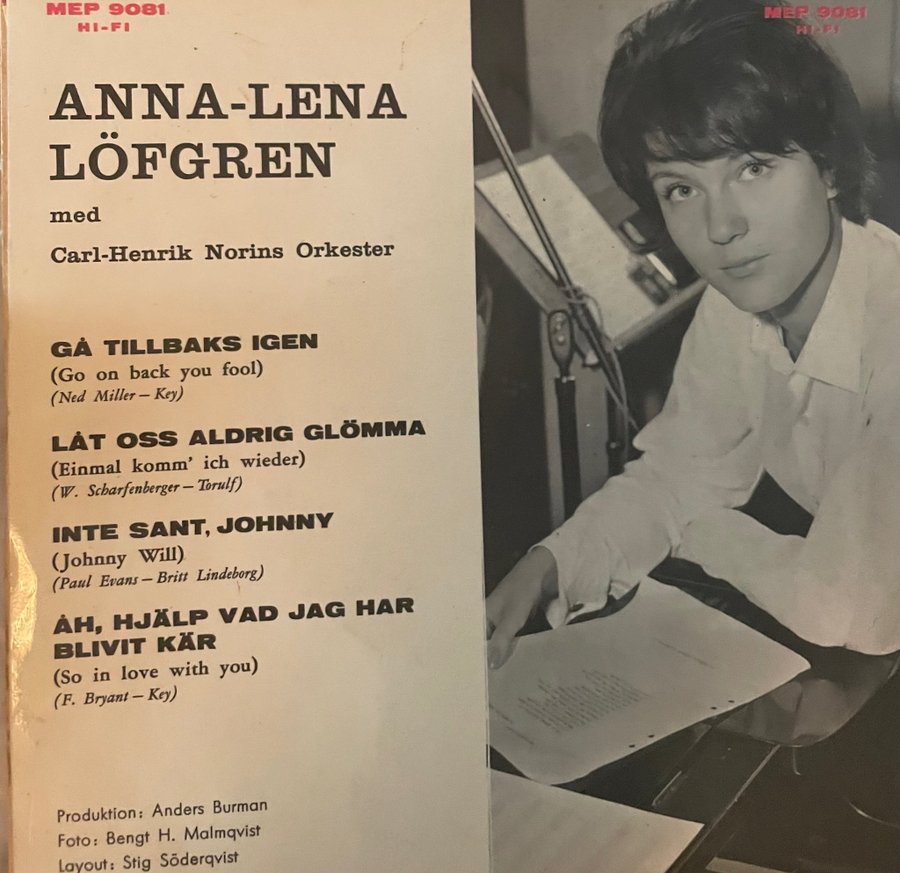 MEP 9081
HI-FI
MEP 9081
HI-FI
ANNA-LENA
LÖFGREN
med
Carl-Henrik Norins Orkester
GÅ TILLBAKS IGEN
(Go on back you fool)
(Ned Miller – Key)
LÅT OSS ALDRIG GLÖMMA
(Einmal komm' ich wieder)
(W. Scharfenberger – Torulf)
INTE SANT, JOHNNY
(Johnny Will)
(Paul Evans – Britt Lindeborg)
ÅH, HJÄLP VAD JAG HAR
BLIVIT KÄR
(So in love with you)
(F. Bryant – Key)
Produktion: Anders Burman
Foto: Bengt H. Malmqvist
Layout: Stig Söderqvist